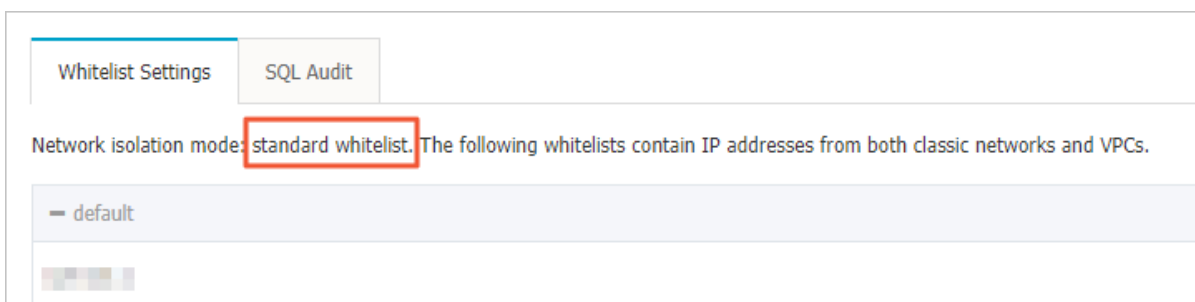 Whitelist Settings SQL Audit
Network isolation mode: standard whitelist. The following whitelists contain IP addresses from both classic networks and VPCs.
default